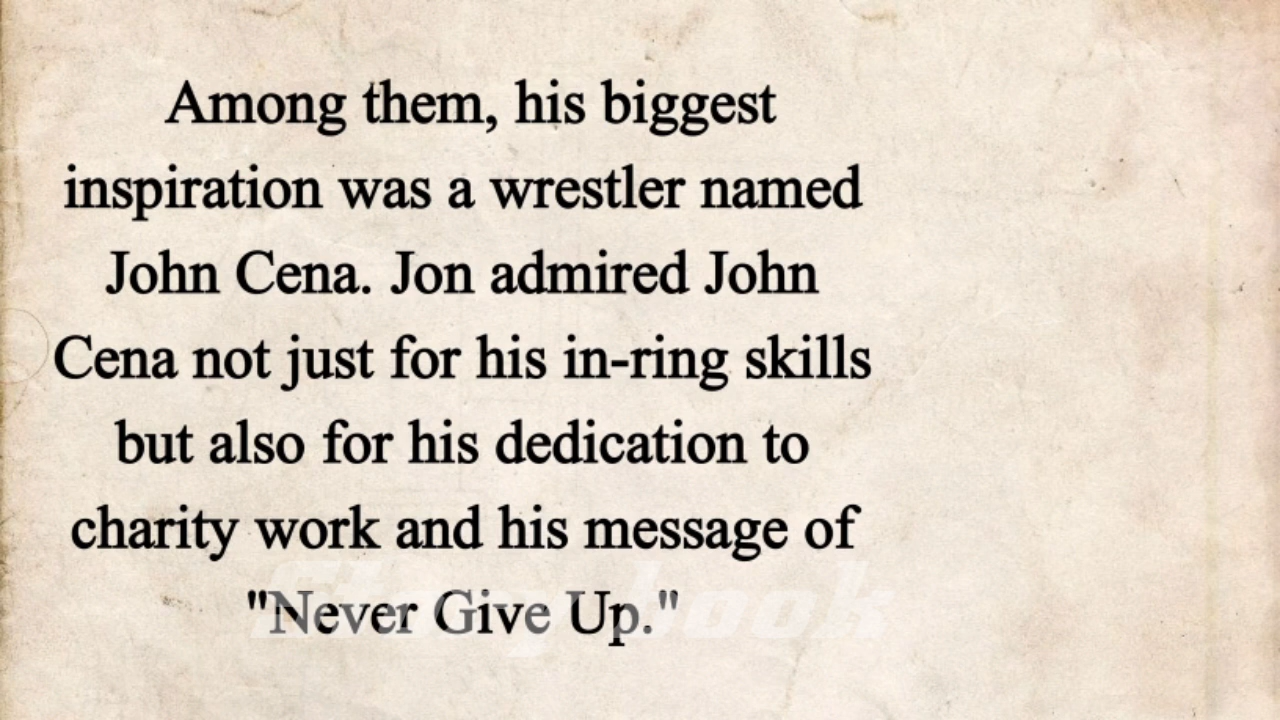 Among them, his biggest
inspiration was a wrestler named
John Cena. Jon admired John
Cena not just for his in-ring skills
but also for his dedication to
charity work and his message of
"Never Give Up."